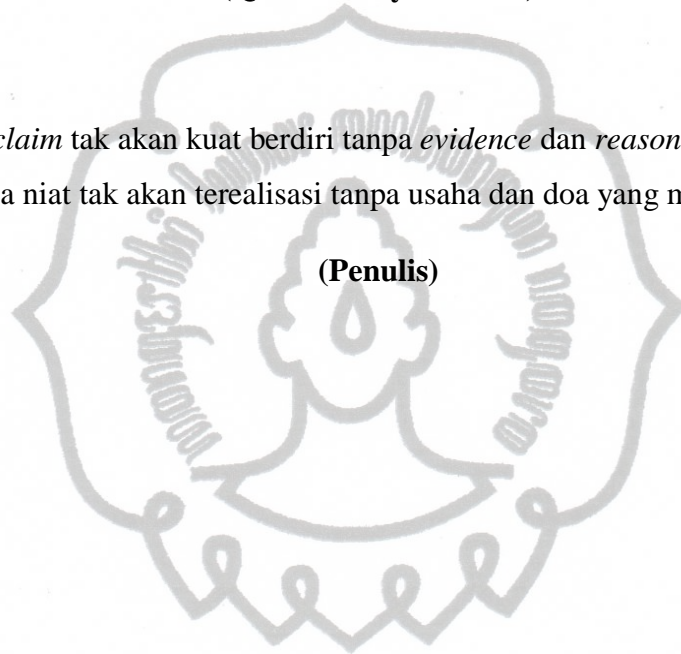 claim tak akan kuat berdiri tanpa evidence dan reason
a niat tak akan terealisasi tanpa usaha dan doa yang m
(Penulis)